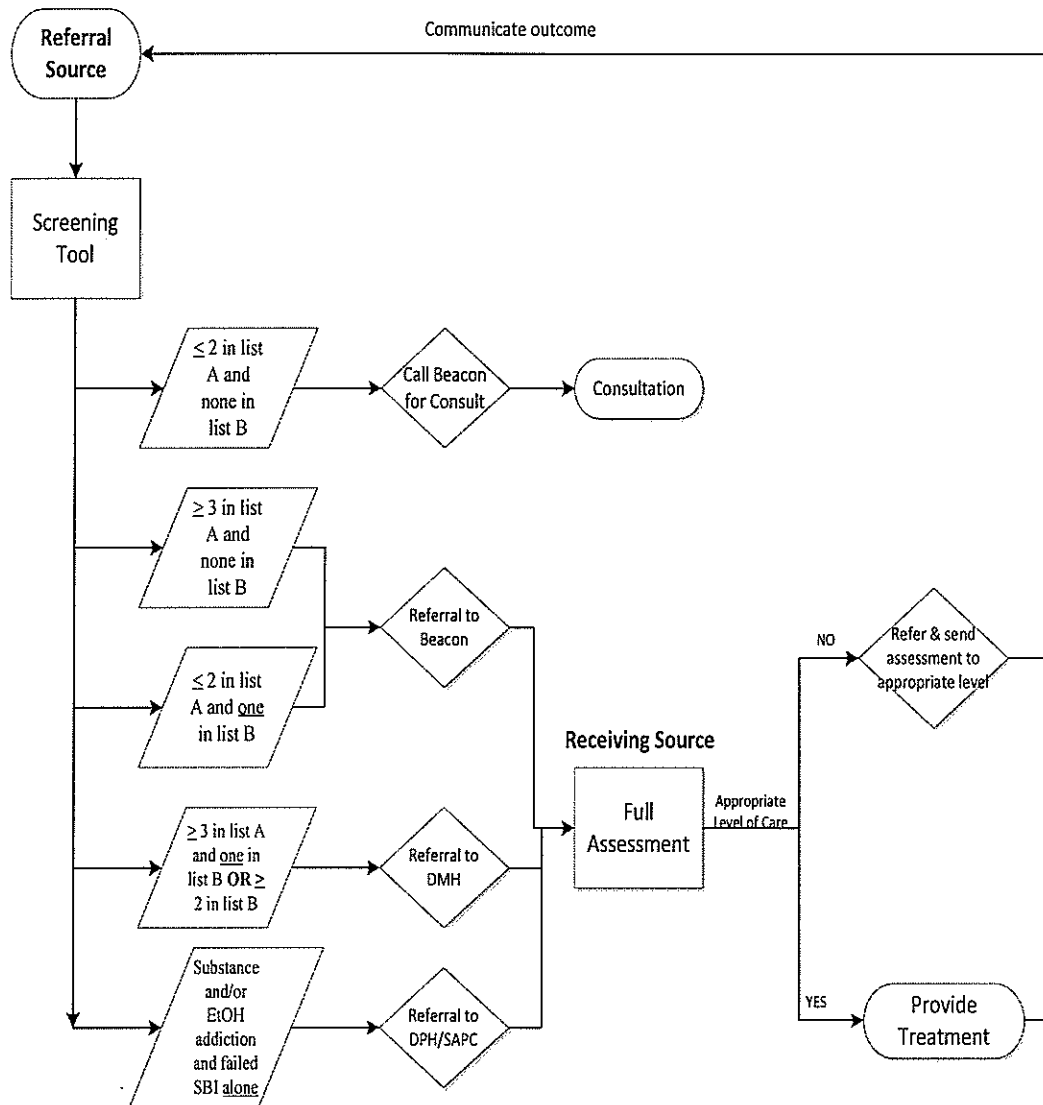 Communicate outcome
Referral
Source
Screening
Tool
≤ 2 in list
A and
none in
list B
Call Beacon
for Consult
Consultation
≥ 3 in list
A and
none in
list B
Referral to
Beacon
≤ 2 in list
A and one
in list B
NO
Refer & send
assessment to
appropriate level
Receiving Source
Full
Assessment
Appropriate
Level of Care
≥ 3 in list A
and one in
list B OR ≥
2 in list B
Referral to
DMH
Substance
and/or
EtOH
addiction
and failed
SBI alone
Referral to
DPH/SAPC
YES
Provide
Treatment